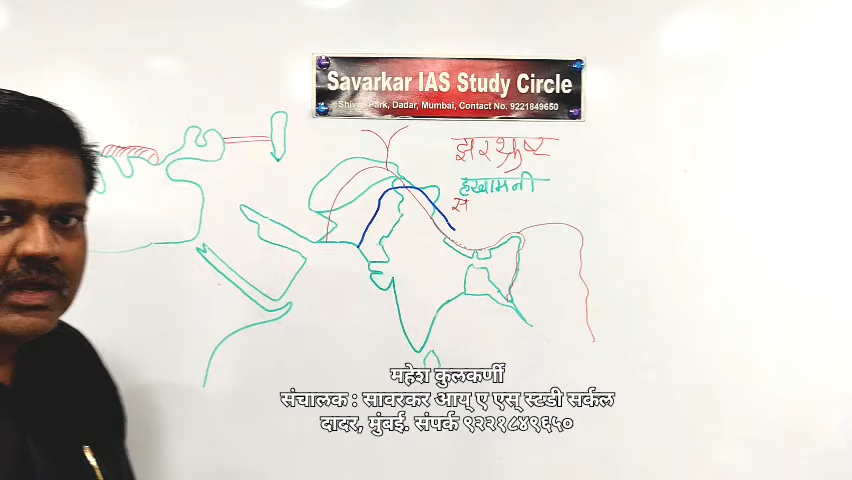 Savarkar IAS Study Circle
Shivaji Park, Dadar, Mumbai, Contact No. 9221849650
झरथ्रुष्ट
हखामनी
स
महेश कुलकर्णी
संचालक : सावरकर आय् ए एस् स्टडी सर्कल
दादर, मुंबई. संपर्क ९२२१८४९६५०